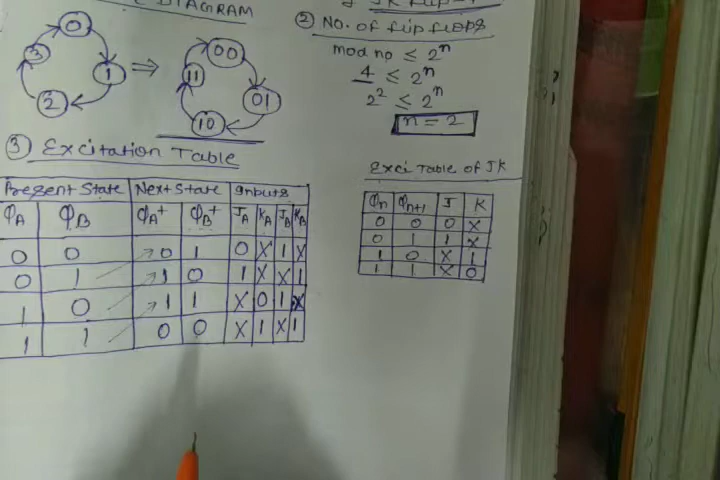 DIAGRAM
0
3
1
2
⇒
00
11
01
10
② No. of flip flops
mod no ≤ 2ⁿ
4 ≤ 2ⁿ
2² ≤ 2ⁿ
n = 2
③ Excitation Table
Present State Next State Inputs
QA QB QA+ QB+ JA KA JB KB
0 0 0 1 0 X 1 X
0 1 1 0 1 X X 1
1 0 1 1 X 0 1 X
1 1 0 0 X 1 X 1
Exci Table of JK
Qn Qn+1 J K
0 0 0 X
0 1 1 X
1 0 X 1
1 1 X 0